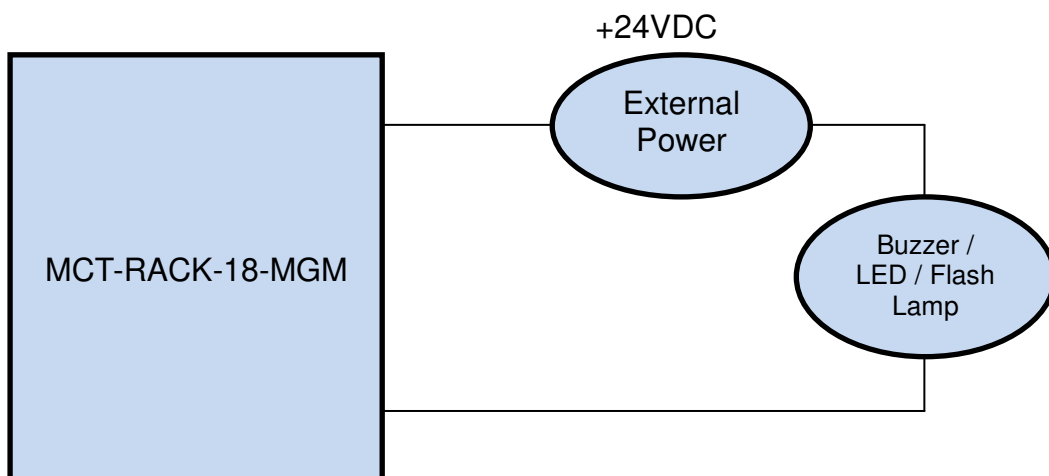 +24VDC
External
Power
MCT-RACK-18-MGM
Buzzer /
LED / Flash
Lamp